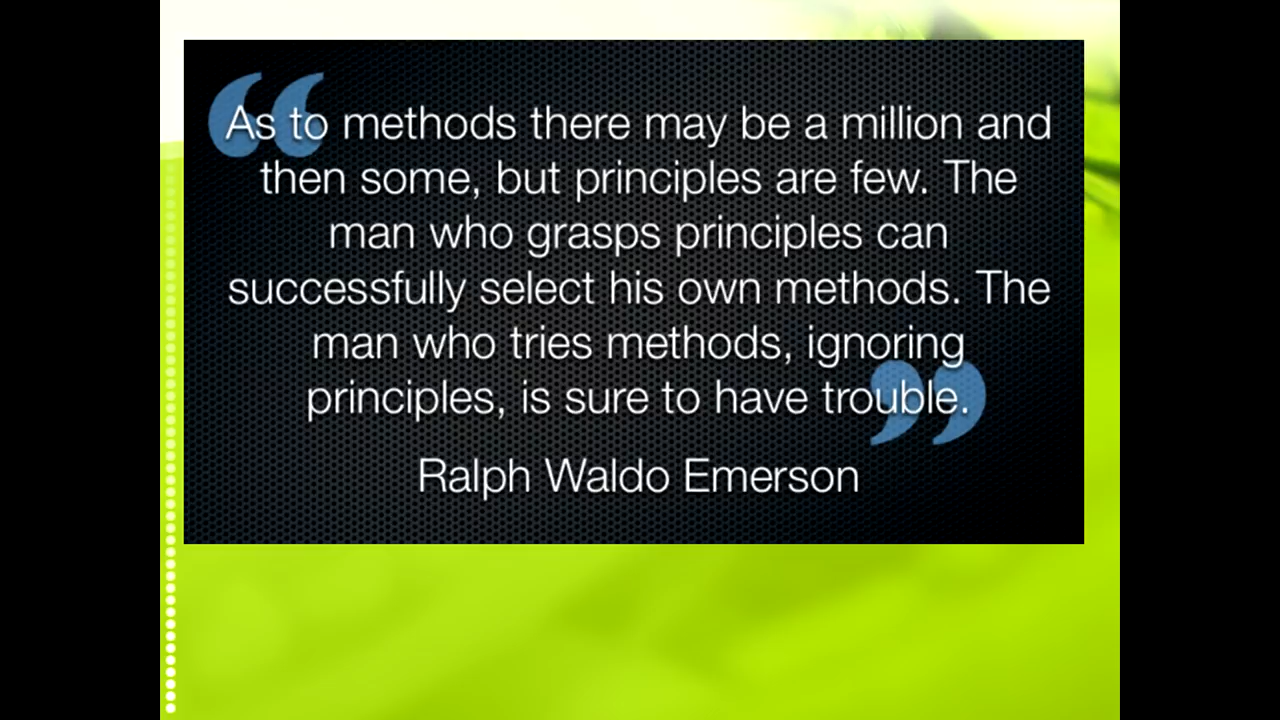 “As to methods there may be a million and
then some, but principles are few. The
man who grasps principles can
successfully select his own methods. The
man who tries methods, ignoring
principles, is sure to have trouble.”
Ralph Waldo Emerson